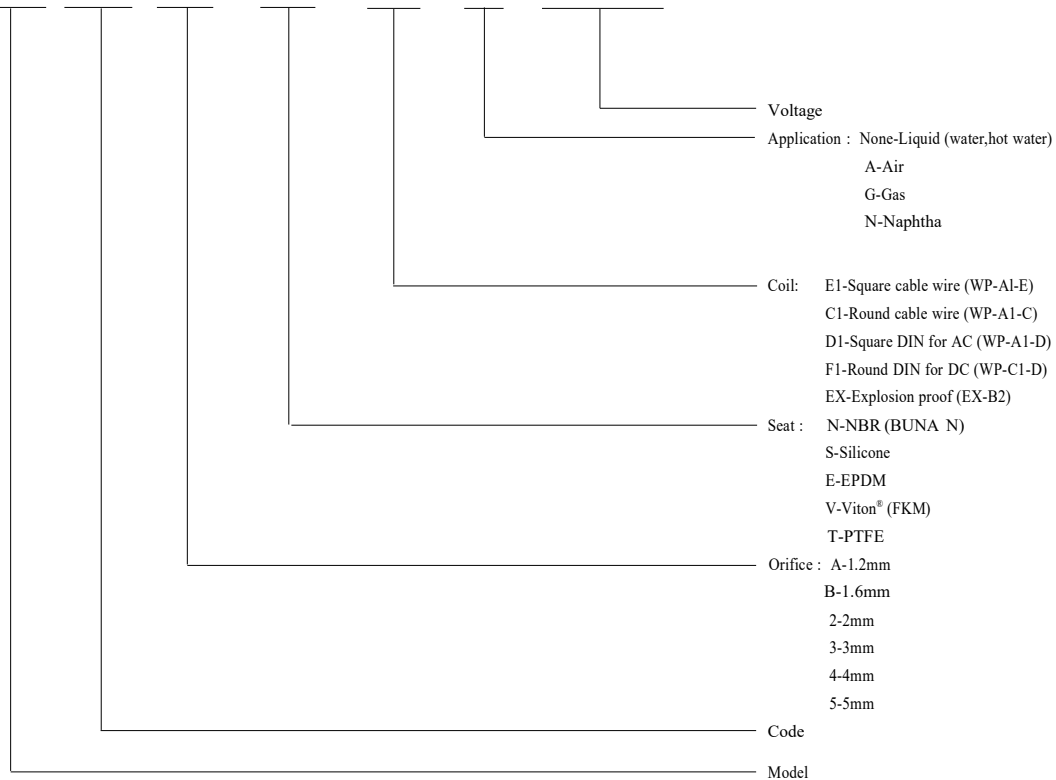 Voltage
Application : None-Liquid (water,hot water)
A-Air
G-Gas
N-Naphtha
Coil: E1-Square cable wire (WP-Al-E)
C1-Round cable wire (WP-A1-C)
D1-Square DIN for AC (WP-A1-D)
F1-Round DIN for DC (WP-C1-D)
EX-Explosion proof (EX-B2)
Seat : N-NBR (BUNA N)
S-Silicone
E-EPDM
V-Viton® (FKM)
T-PTFE
Orifice : A-1.2mm
B-1.6mm
2-2mm
3-3mm
4-4mm
5-5mm
Code
Model